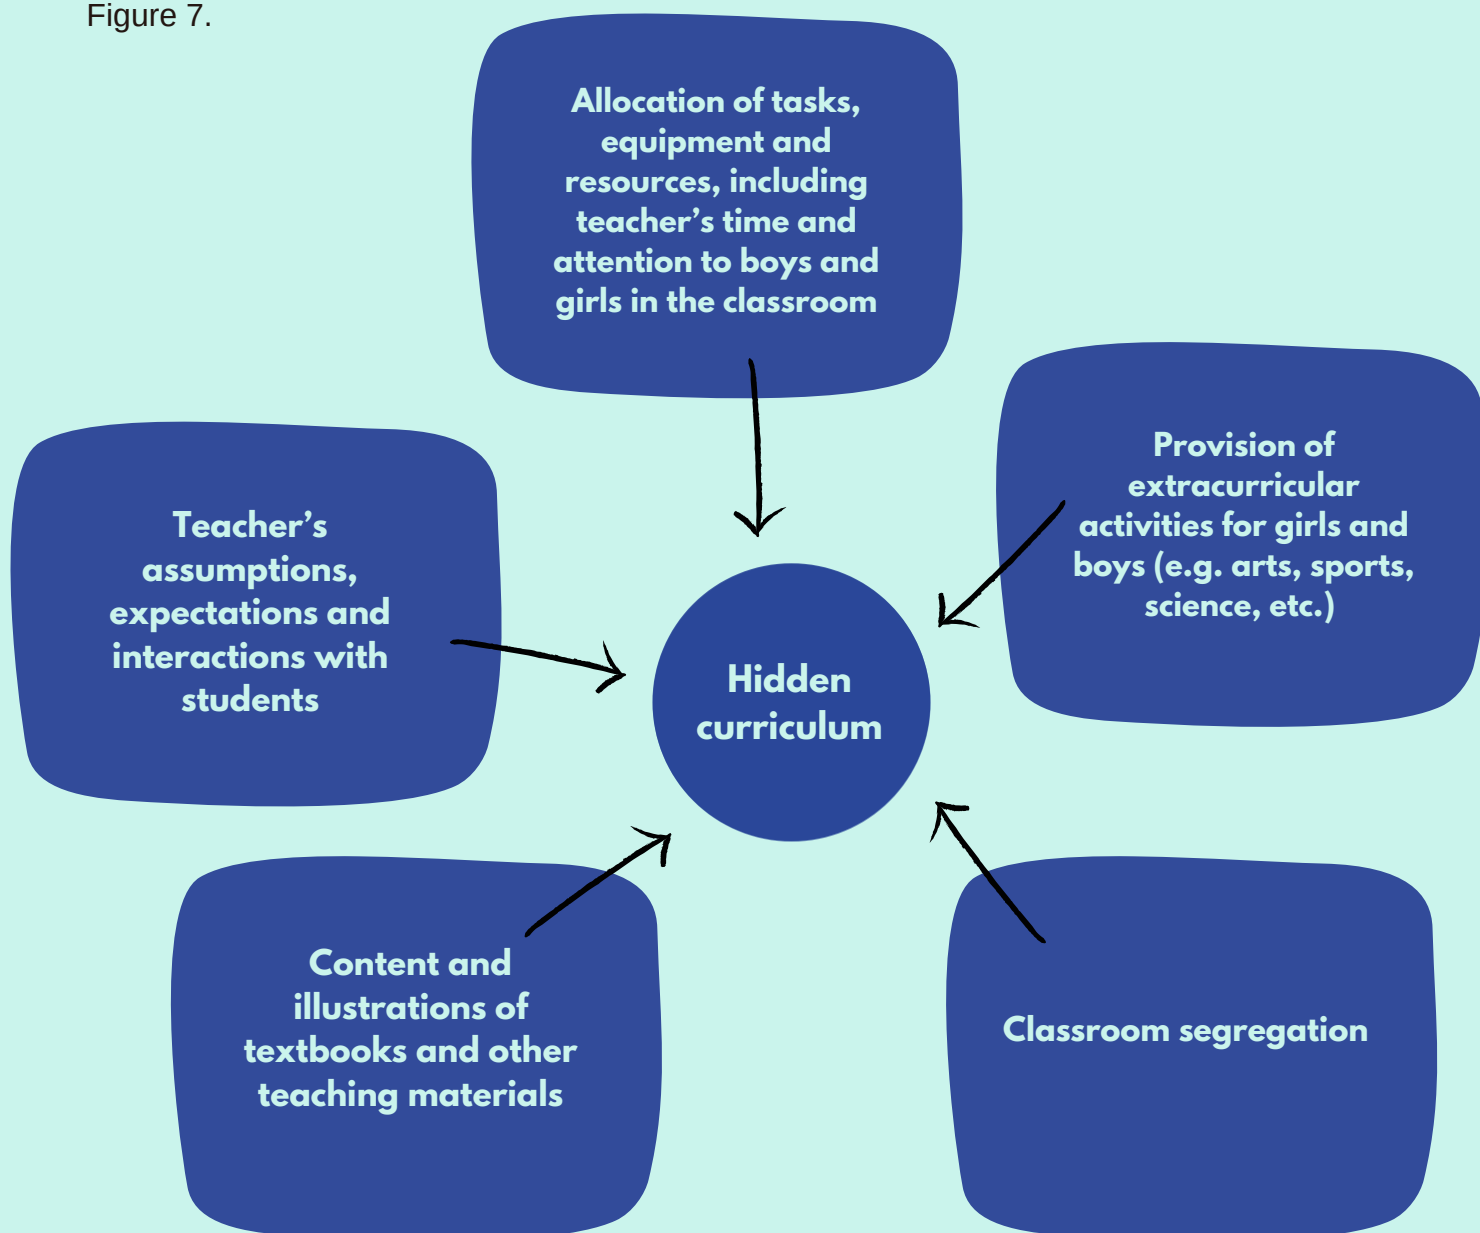 Figure 7.
Allocation of tasks,
equipment and
resources, including
teacher’s time and
attention to boys and
girls in the classroom
Provision of
extracurricular
activities for girls and
boys (e.g. arts, sports,
science, etc.)
Teacher’s
assumptions,
expectations and
interactions with
students
Hidden
curriculum
Content and
illustrations of
textbooks and other
teaching materials
Classroom segregation